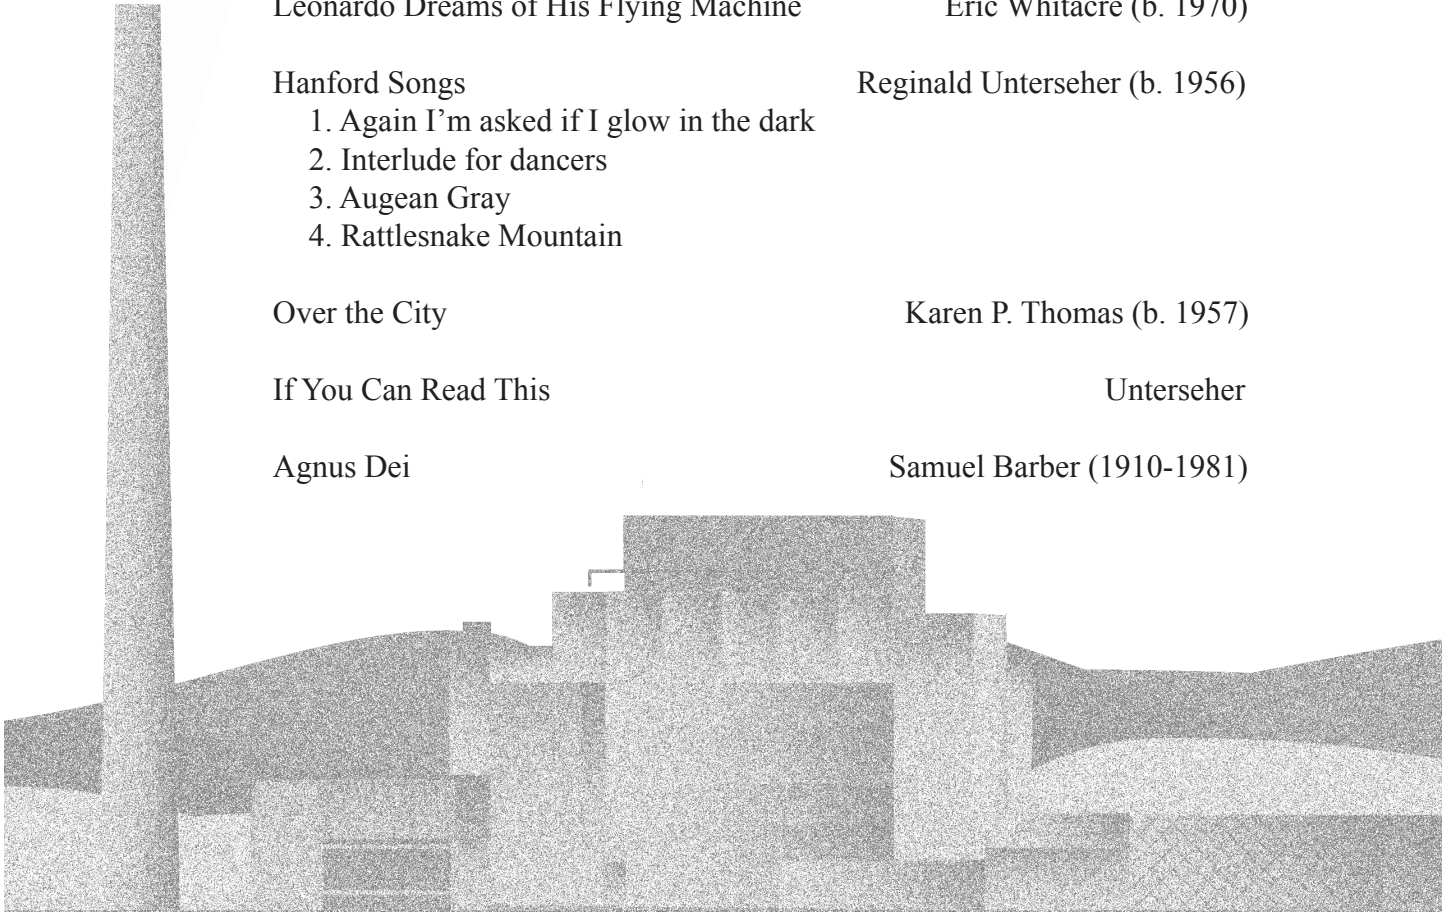 Leonardo Dreams of His Flying Machine Eric Whitacre (b. 1970)
Hanford Songs Reginald Unterseher (b. 1956)
1. Again I’m asked if I glow in the dark
2. Interlude for dancers
3. Augean Gray
4. Rattlesnake Mountain
Over the City Karen P. Thomas (b. 1957)
If You Can Read This Unterseher
Agnus Dei Samuel Barber (1910-1981)